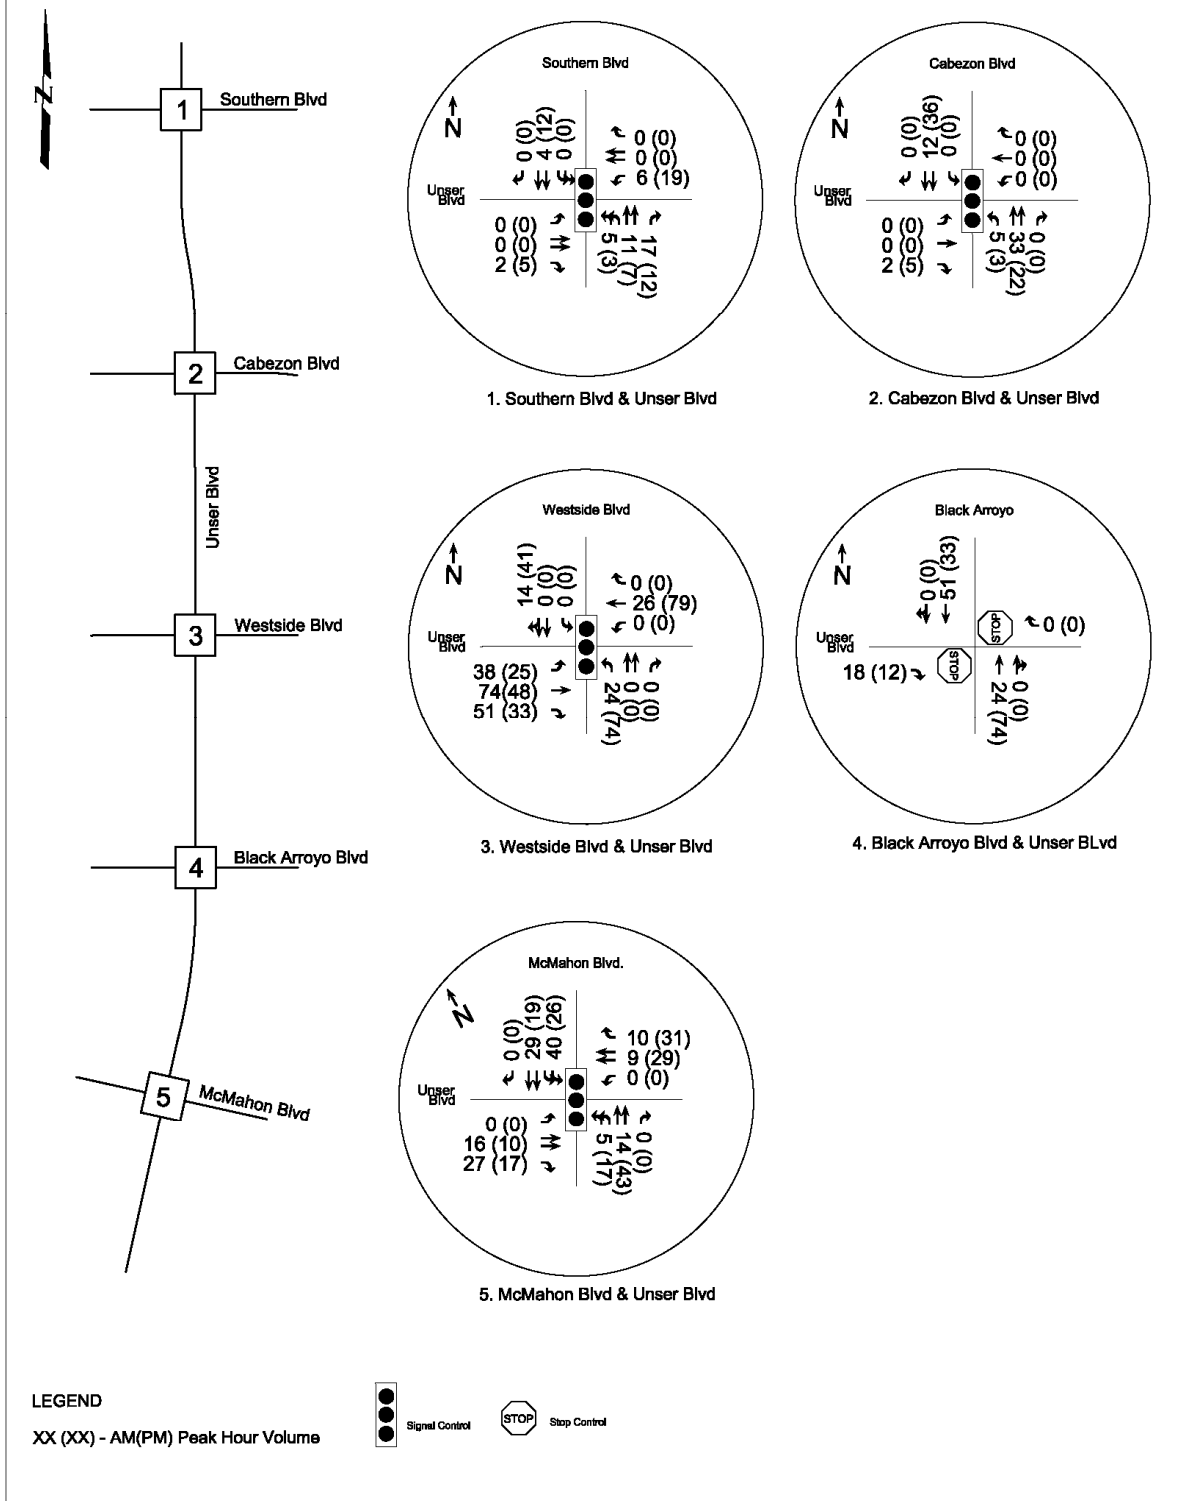 N
1
Southern Blvd
2
Cabezon Blvd
Unser Blvd
3
Westside Blvd
4
Black Arroyo Blvd
5
McMahon Blvd
Southern Blvd
N
0 (0)
4 (12)
0 (0)
0 (0)
0 (0)
6 (19)
Unser
Blvd
0 (0)
0 (0)
2 (5)
5 (3)
11 (7)
17 (12)
1. Southern Blvd & Unser Blvd
Cabezon Blvd
N
0 (0)
12 (36)
0 (0)
0 (0)
0 (0)
0 (0)
Unser
Blvd
0 (0)
0 (0)
2 (5)
5 (3)
33 (22)
0 (0)
2. Cabezon Blvd & Unser Blvd
Westside Blvd
N
14 (41)
0 (0)
0 (0)
0 (0)
26 (79)
0 (0)
Unser
Blvd
38 (25)
74(48)
51 (33)
24 (74)
0 (0)
0 (0)
3. Westside Blvd & Unser Blvd
Black Arroyo
N
0 (0)
51 (33)
STOP
0 (0)
Unser
Blvd
18 (12)
STOP
24 (74)
0 (0)
4. Black Arroyo Blvd & Unser BLvd
McMahon Blvd.
N
0 (0)
29 (19)
40 (26)
10 (31)
9 (29)
0 (0)
Unser
Blvd
0 (0)
16 (10)
27 (17)
5 (17)
14 (43)
0 (0)
5. McMahon Blvd & Unser Blvd
LEGEND
XX (XX) - AM(PM) Peak Hour Volume
Signal Control
STOP
Stop Control